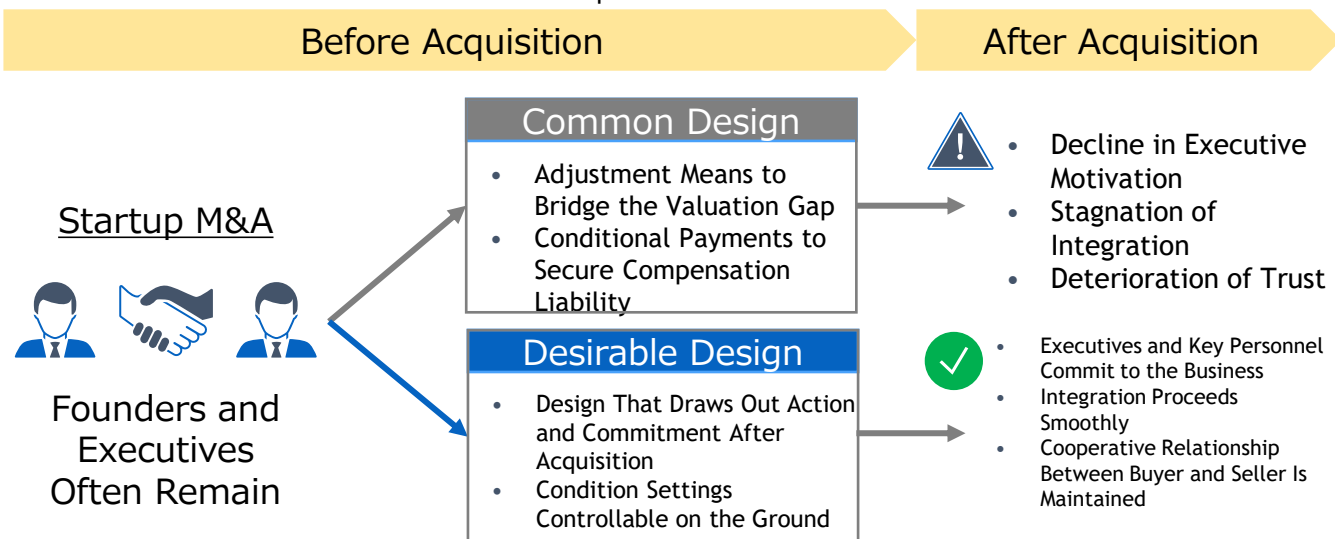 Before Acquisition
After Acquisition
Startup M&A
Founders and
Executives
Often Remain
Common Design
• Adjustment Means to
Bridge the Valuation Gap
• Conditional Payments to
Secure Compensation
Liability
Desirable Design
• Design That Draws Out Action
and Commitment After
Acquisition
• Condition Settings
Controllable on the Ground
• Decline in Executive
Motivation
• Stagnation of
Integration
• Deterioration of Trust
• Executives and Key Personnel
Commit to the Business
• Integration Proceeds
Smoothly
• Cooperative Relationship
Between Buyer and Seller Is
Maintained